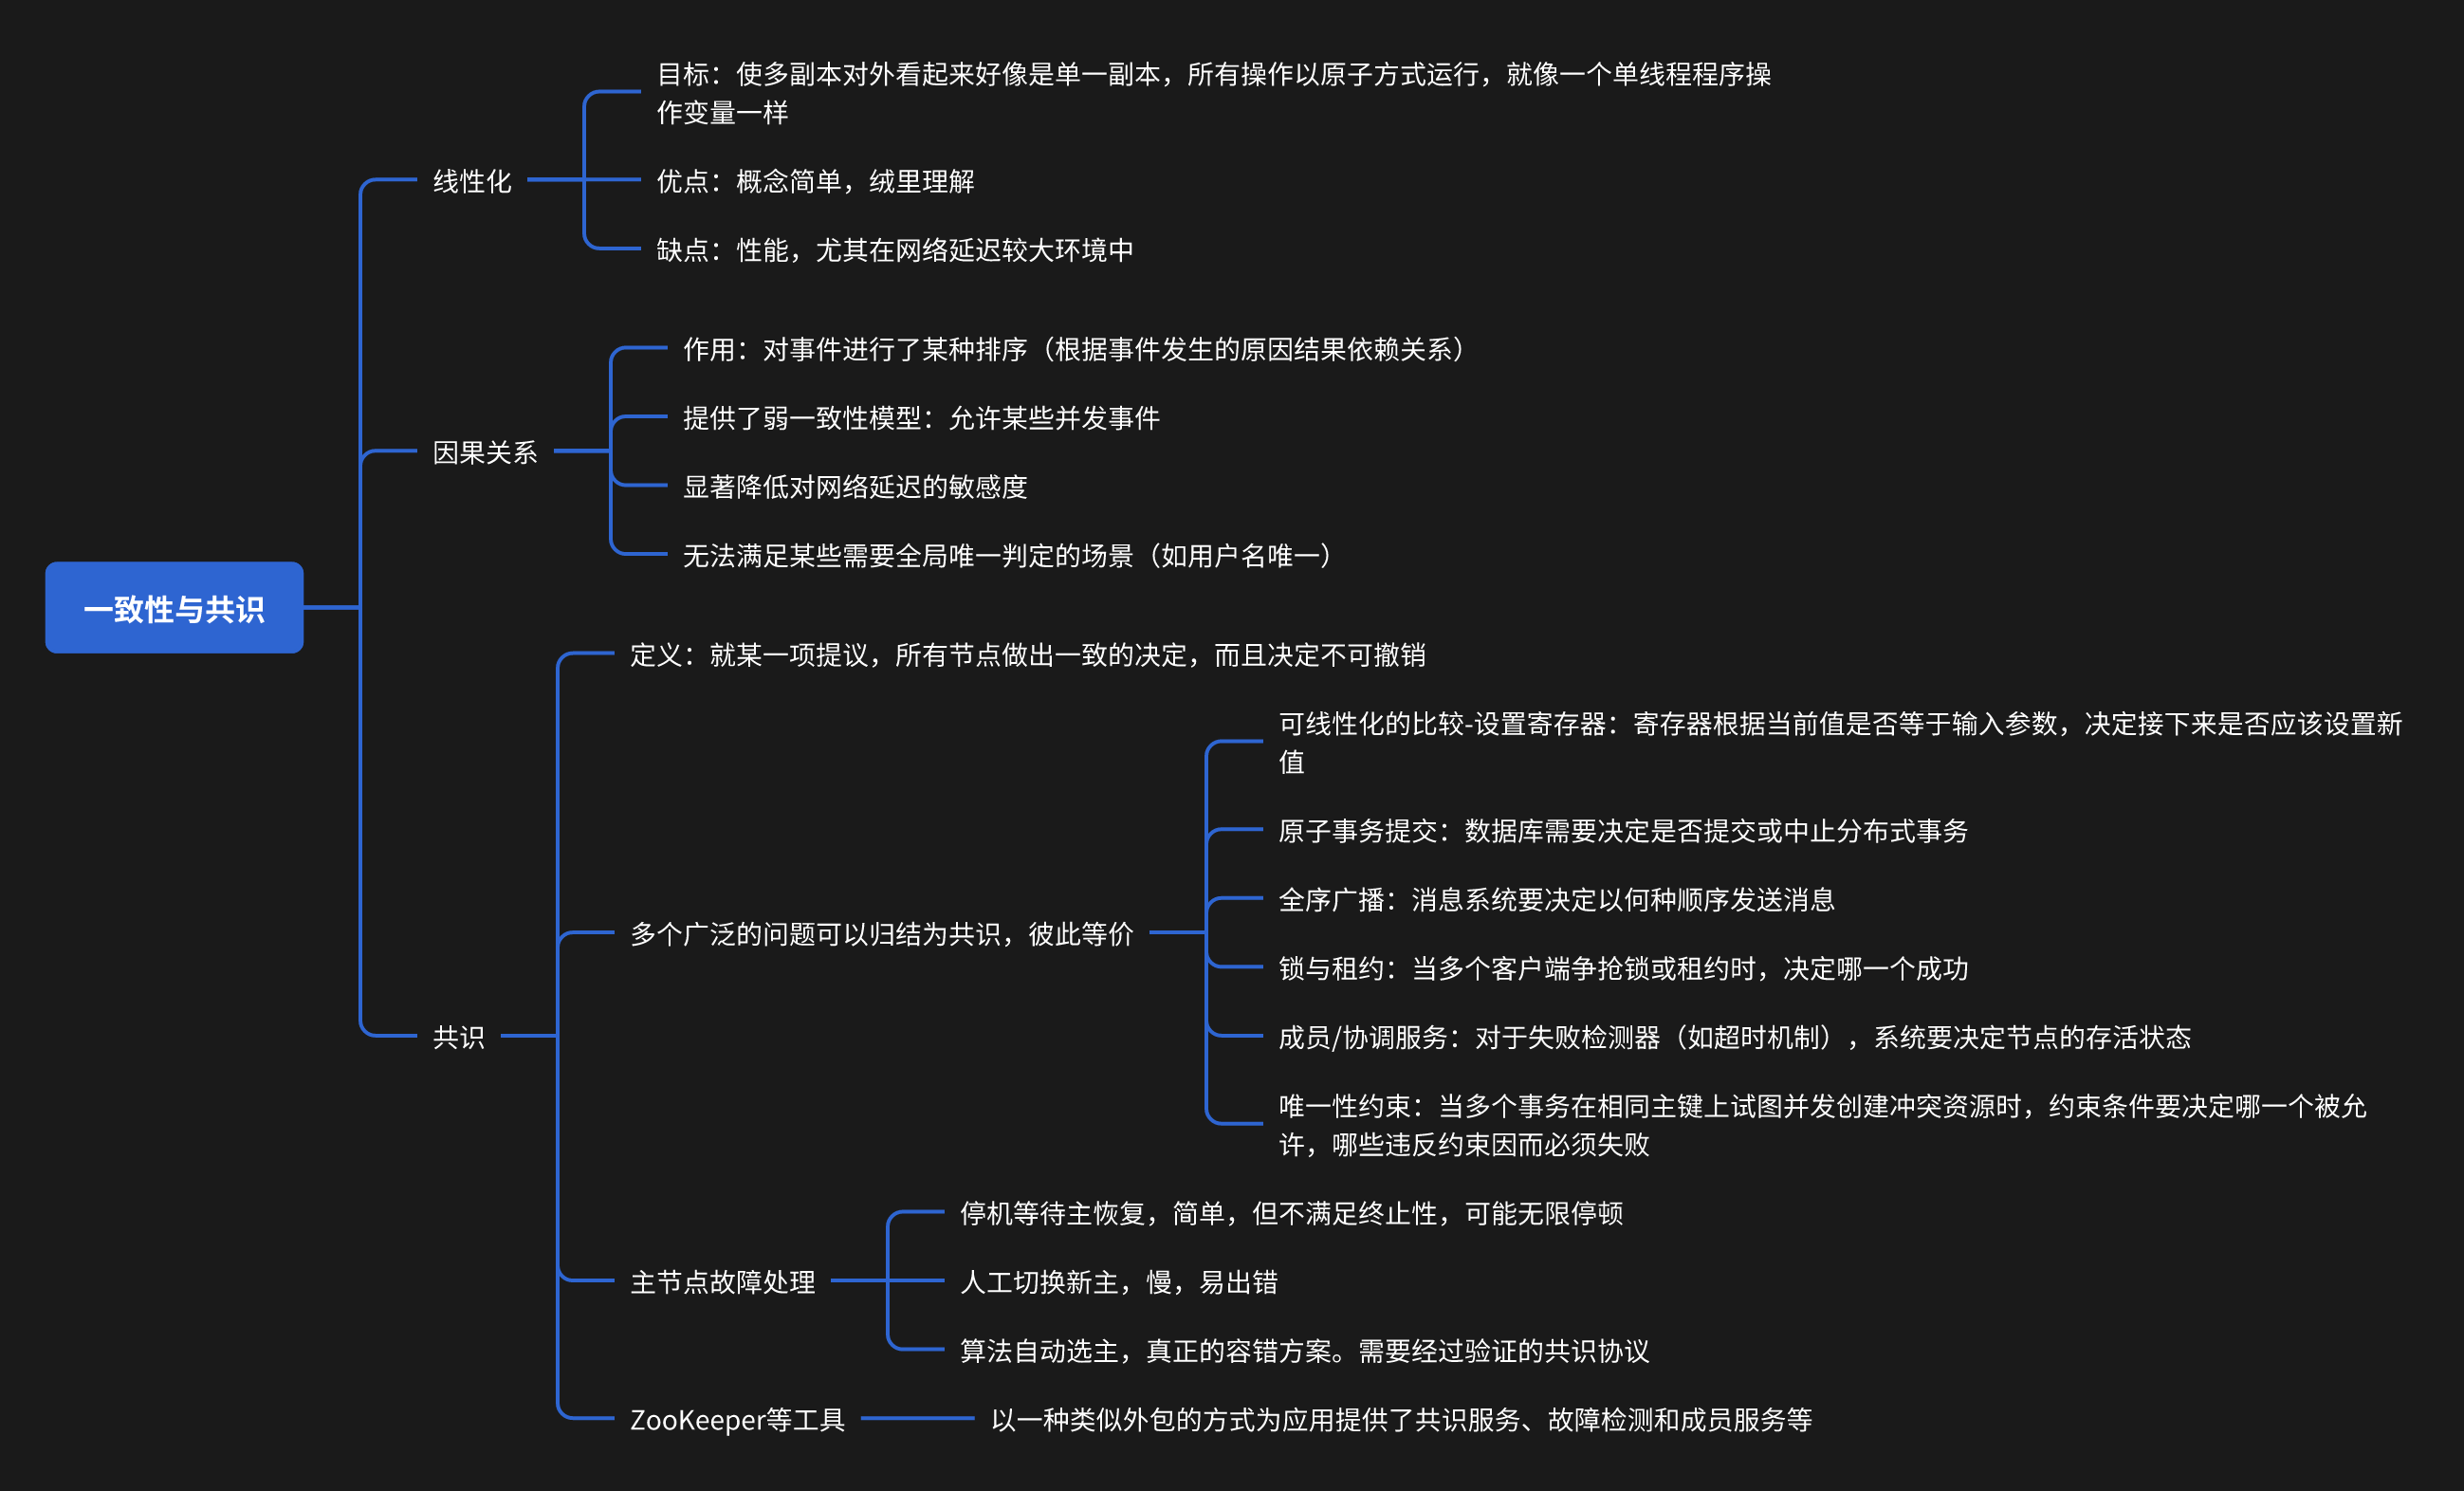 目标：使多副本对外看起来好像是单一副本，所有操作以原子方式运行，就像一个单线程程序操
作变量一样
线性化
优点：概念简单，绒里理解
缺点：性能，尤其在网络延迟较大环境中
作用：对事件进行了某种排序（根据事件发生的原因结果依赖关系）
提供了弱一致性模型：允许某些并发事件
因果关系
显著降低对网络延迟的敏感度
无法满足某些需要全局唯一判定的场景（如用户名唯一）
一致性与共识
定义：就某一项提议，所有节点做出一致的决定，而且决定不可撤销
可线性化的比较-设置寄存器：寄存器根据当前值是否等于输入参数，决定接下来是否应该设置新
值
原子事务提交：数据库需要决定是否提交或中止分布式事务
全序广播：消息系统要决定以何种顺序发送消息
多个广泛的问题可以归结为共识，彼此等价
锁与租约：当多个客户端争抢锁或租约时，决定哪一个成功
成员/协调服务：对于失败检测器（如超时机制），系统要决定节点的存活状态
唯一性约束：当多个事务在相同主键上试图并发创建冲突资源时，约束条件要决定哪一个被允
许，哪些违反约束因而必须失败
共识
停机等待主恢复，简单，但不满足终止性，可能无限停顿
主节点故障处理
人工切换新主，慢，易出错
算法自动选主，真正的容错方案。需要经过验证的共识协议
ZooKeeper等工具
以一种类似外包的方式为应用提供了共识服务、故障检测和成员服务等